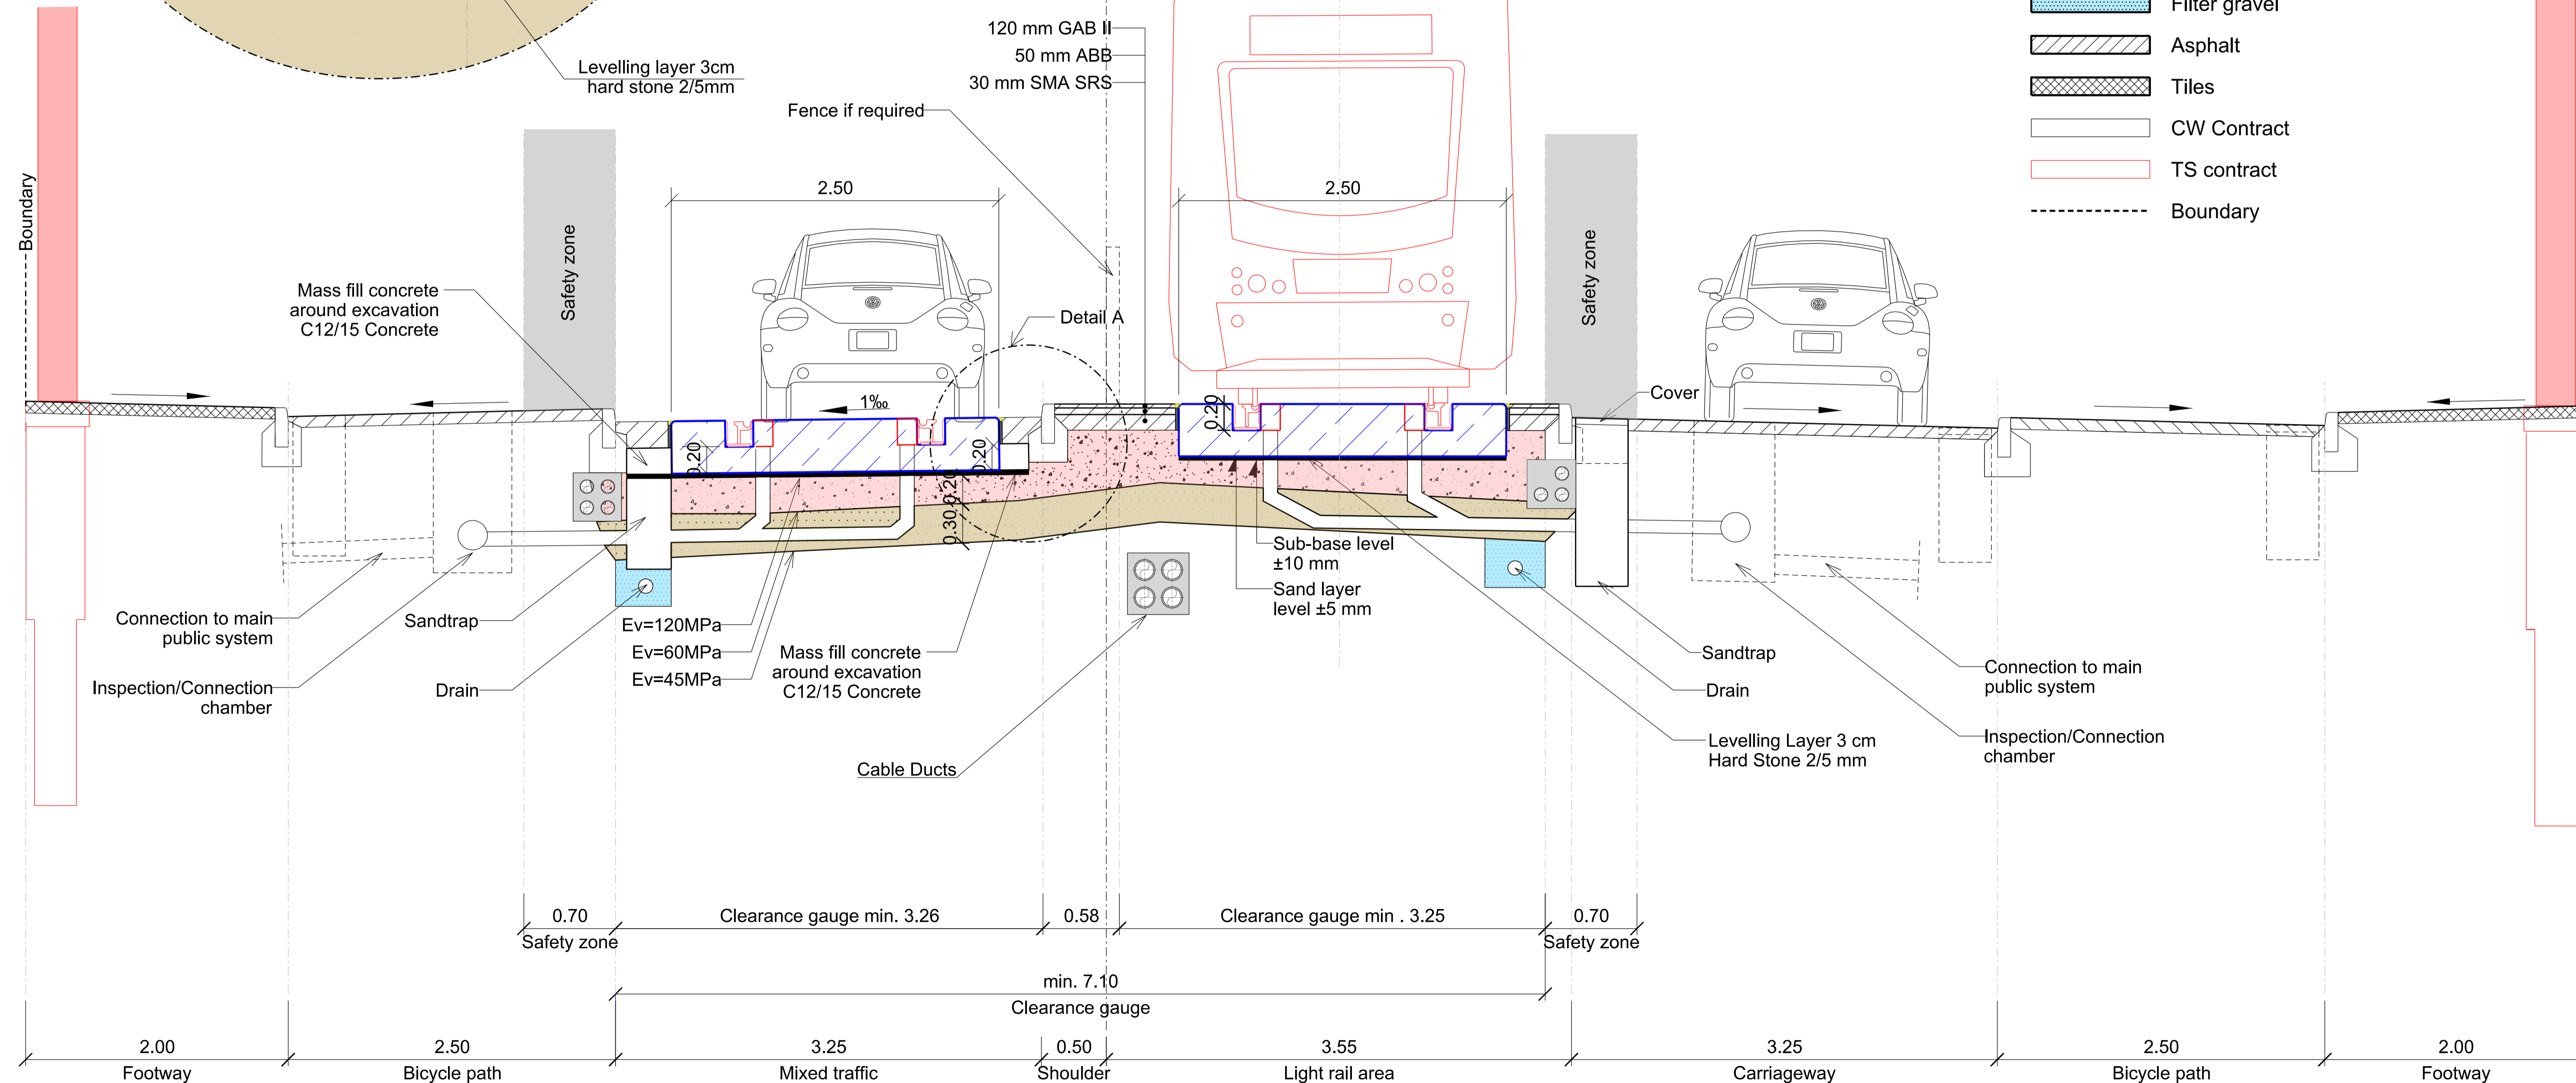 Filter gravel
Asphalt
Tiles
CW Contract
TS contract
Boundary
120 mm GAB II
50 mm ABB
30 mm SMA SRS
Levelling layer 3cm
hard stone 2/5mm
Fence if required
Boundary
Safety zone
2.50
2.50
Safety zone
Mass fill concrete
around excavation
C12/15 Concrete
Detail A
1‰
Cover
0.20
0.20
0.20
0.20
0.30
Sub-base level
±10 mm
Sand layer
level ±5 mm
Connection to main
public system
Sandtrap
Ev=120MPa
Ev=60MPa
Ev=45MPa
Mass fill concrete
around excavation
C12/15 Concrete
Inspection/Connection
chamber
Drain
Cable Ducts
Sandtrap
Drain
Levelling Layer 3 cm
Hard Stone 2/5 mm
Connection to main
public system
Inspection/Connection
chamber
0.70
Clearance gauge min. 3.26
0.58
Clearance gauge min . 3.25
0.70
Safety zone
Safety zone
min. 7.10
Clearance gauge
2.00
2.50
3.25
0.50
3.55
3.25
2.50
2.00
Footway
Bicycle path
Mixed traffic
Shoulder
Light rail area
Carriageway
Bicycle path
Footway